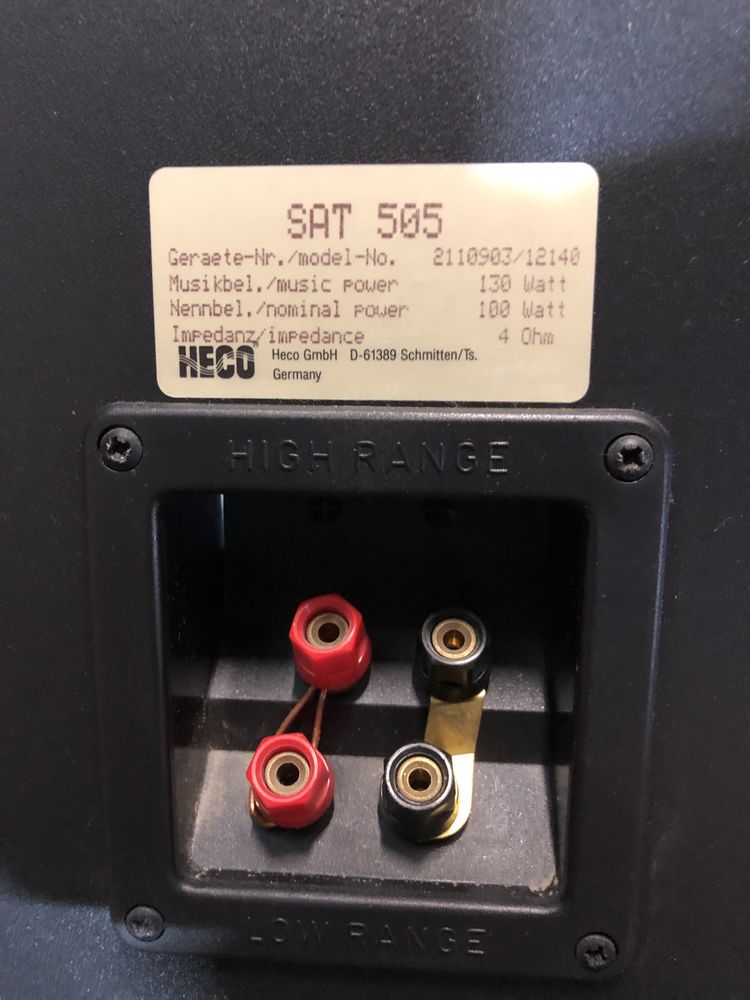 SAT 505
Geraete-Nr./model-No. 2110903/12140
Musikbel./music power 130 Watt
Nennbel./nominal power 100 Watt
Impedanz/impedance 4 Ohm
HECO® Heco GmbH D-61389 Schmitten/Ts.
Germany
HIGH RANGE
LOW RANGE